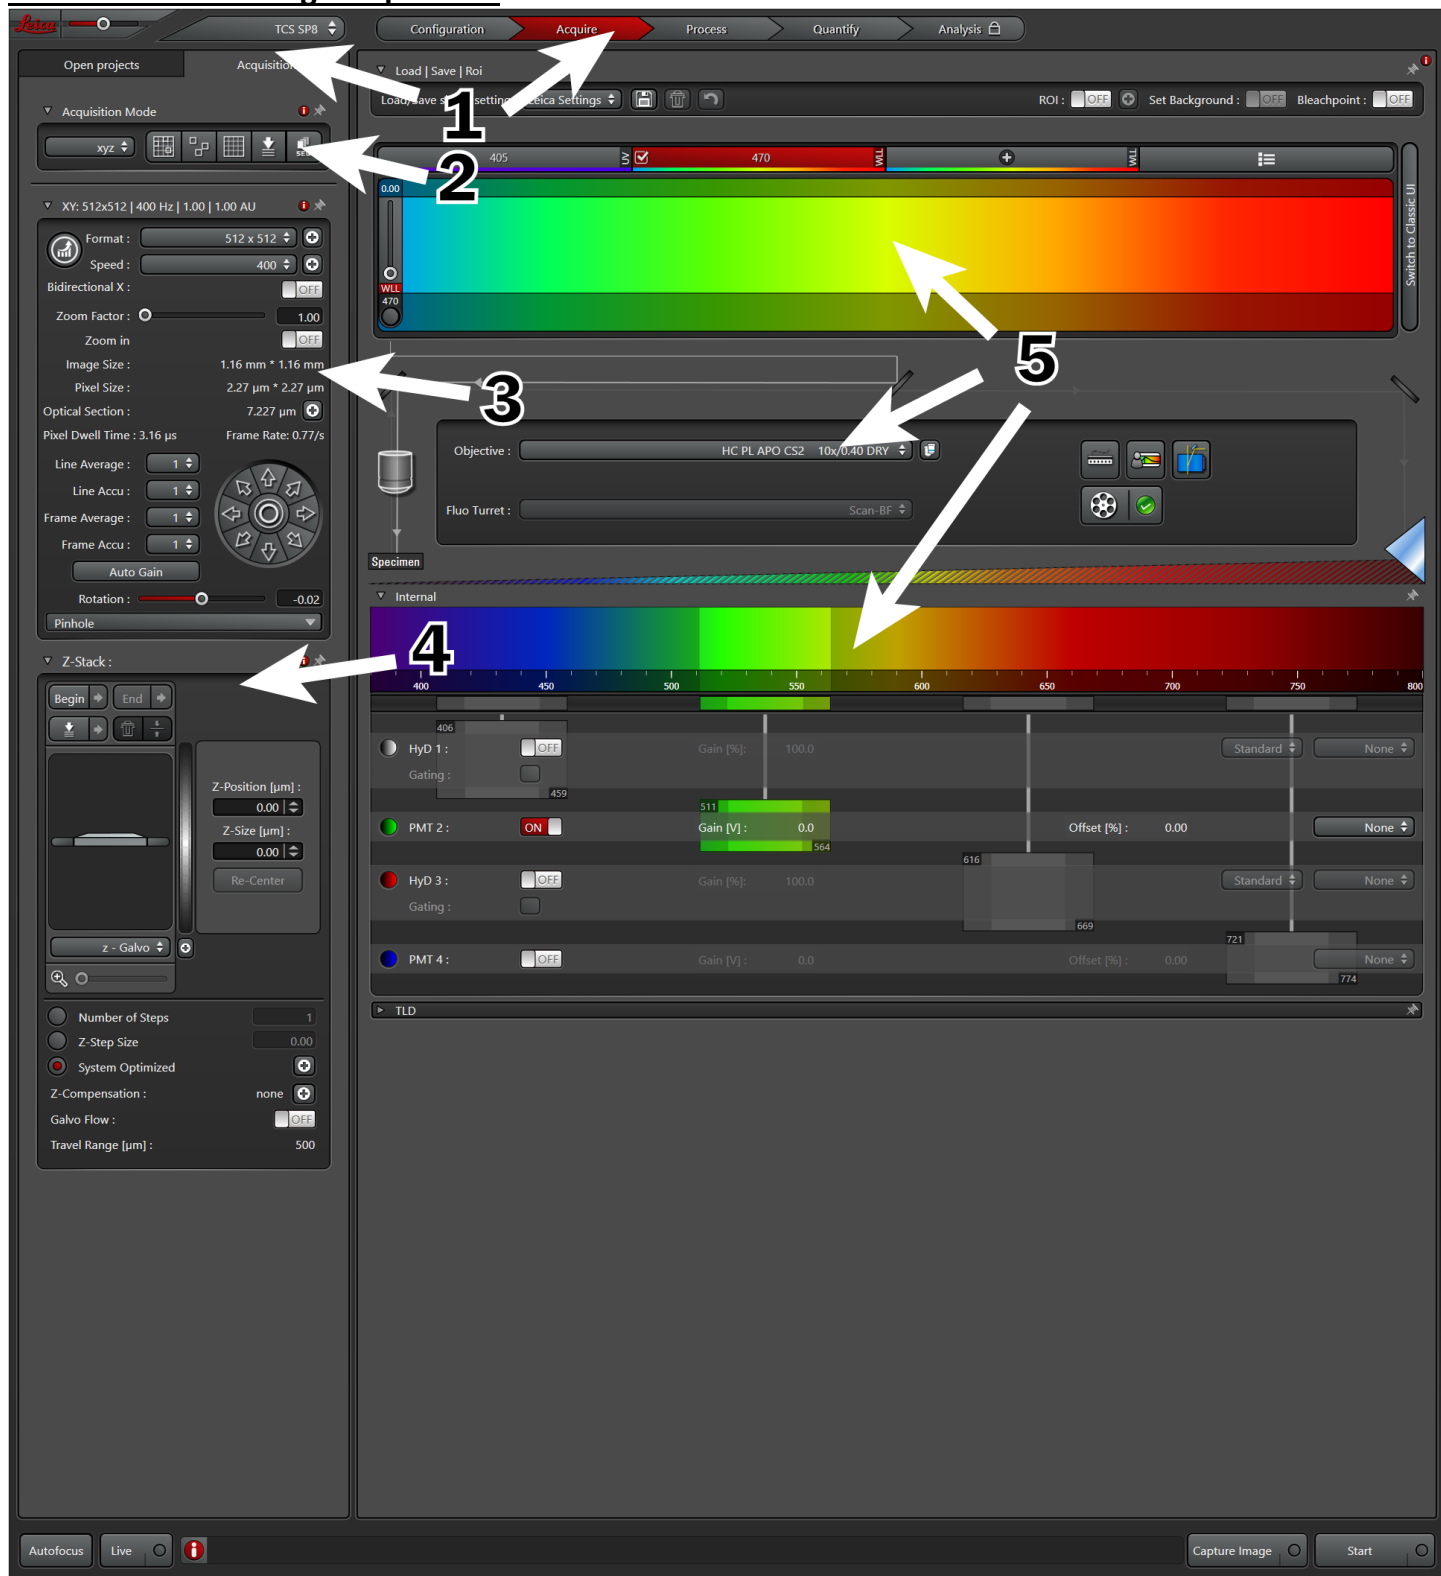 Leica
TCS SP8
Configuration
Acquire
Process
Quantify
Analysis
Open projects
Acquisition
1
Acquisition Mode
xyz
2
XY: 512x512 | 400 Hz | 1.00 | 1.00 AU
Format :
512 x 512
Speed :
400
Bidirectional X :
OFF
Zoom Factor :
1.00
Zoom in
OFF
Image Size :
1.16 mm * 1.16 mm
Pixel Size :
2.27 µm * 2.27 µm
Optical Section :
7.227 µm
3
Pixel Dwell Time : 3.16 µs
Frame Rate: 0.77/s
Line Average :
1
Line Accu :
1
Frame Average :
1
Frame Accu :
1
Auto Gain
Rotation :
-0.02
Pinhole
Z-Stack :
4
Begin
End
Z-Position [µm] :
0.00
Z-Size [µm] :
0.00
Re-Center
z - Galvo
Number of Steps
1
Z-Step Size
0.00
System Optimized
Z-Compensation :
none
Galvo Flow :
OFF
Travel Range [µm] :
500
Load | Save | Roi
Leica Settings
ROI :
OFF
Set Background :
OFF
Bleachpoint :
OFF
405
UV
470
WLL
WLL
0.00
WLL
470
Switch to Classic UI
5
Objective :
HC PL APO CS2 10x/0.40 DRY
Fluo Turret :
Scan-BF
Specimen
Internal
400
450
500
550
600
650
700
750
800
406
HyD 1 :
OFF
Gain [%]:
100.0
Standard
None
Gating :
459
511
PMT 2 :
ON
Gain [V] :
0.0
Offset [%] :
0.00
None
564
616
HyD 3 :
OFF
Gain [%]:
100.0
Standard
None
Gating :
669
721
PMT 4 :
OFF
Gain [V] :
0.0
Offset [%] :
0.00
None
774
TLD
Autofocus
Live
Capture Image
Start